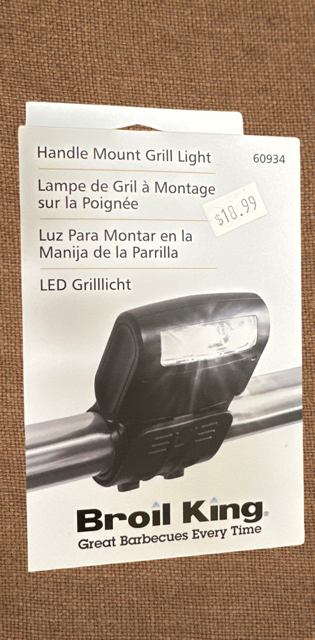 Handle Mount Grill Light 60934
Lampe de Gril à Montage
sur la Poignée
$18.99
Luz Para Montar en la
Manija de la Parrilla
LED Grilllicht
Broil King®
Great Barbecues Every Time